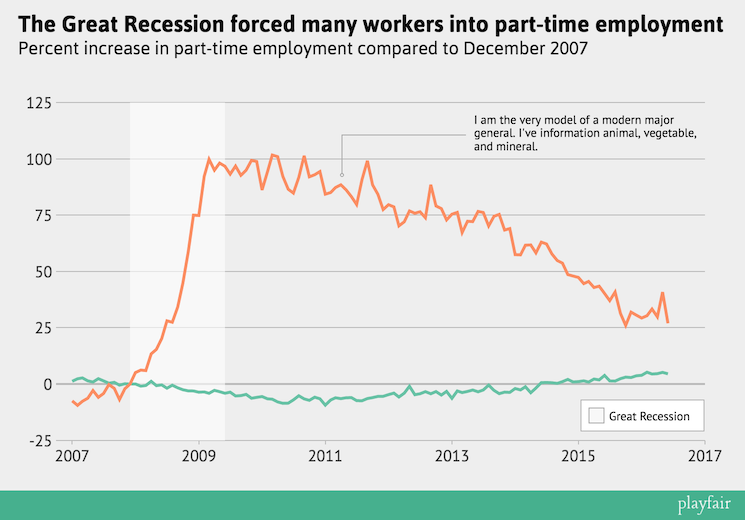 The Great Recession forced many workers into part-time employment
Percent increase in part-time employment compared to December 2007
125
I am the very model of a modern major
general. I've information animal, vegetable,
and mineral.
100
75
50
25
0
Great Recession
-25
2007 2009 2011 2013 2015 2017
playfair